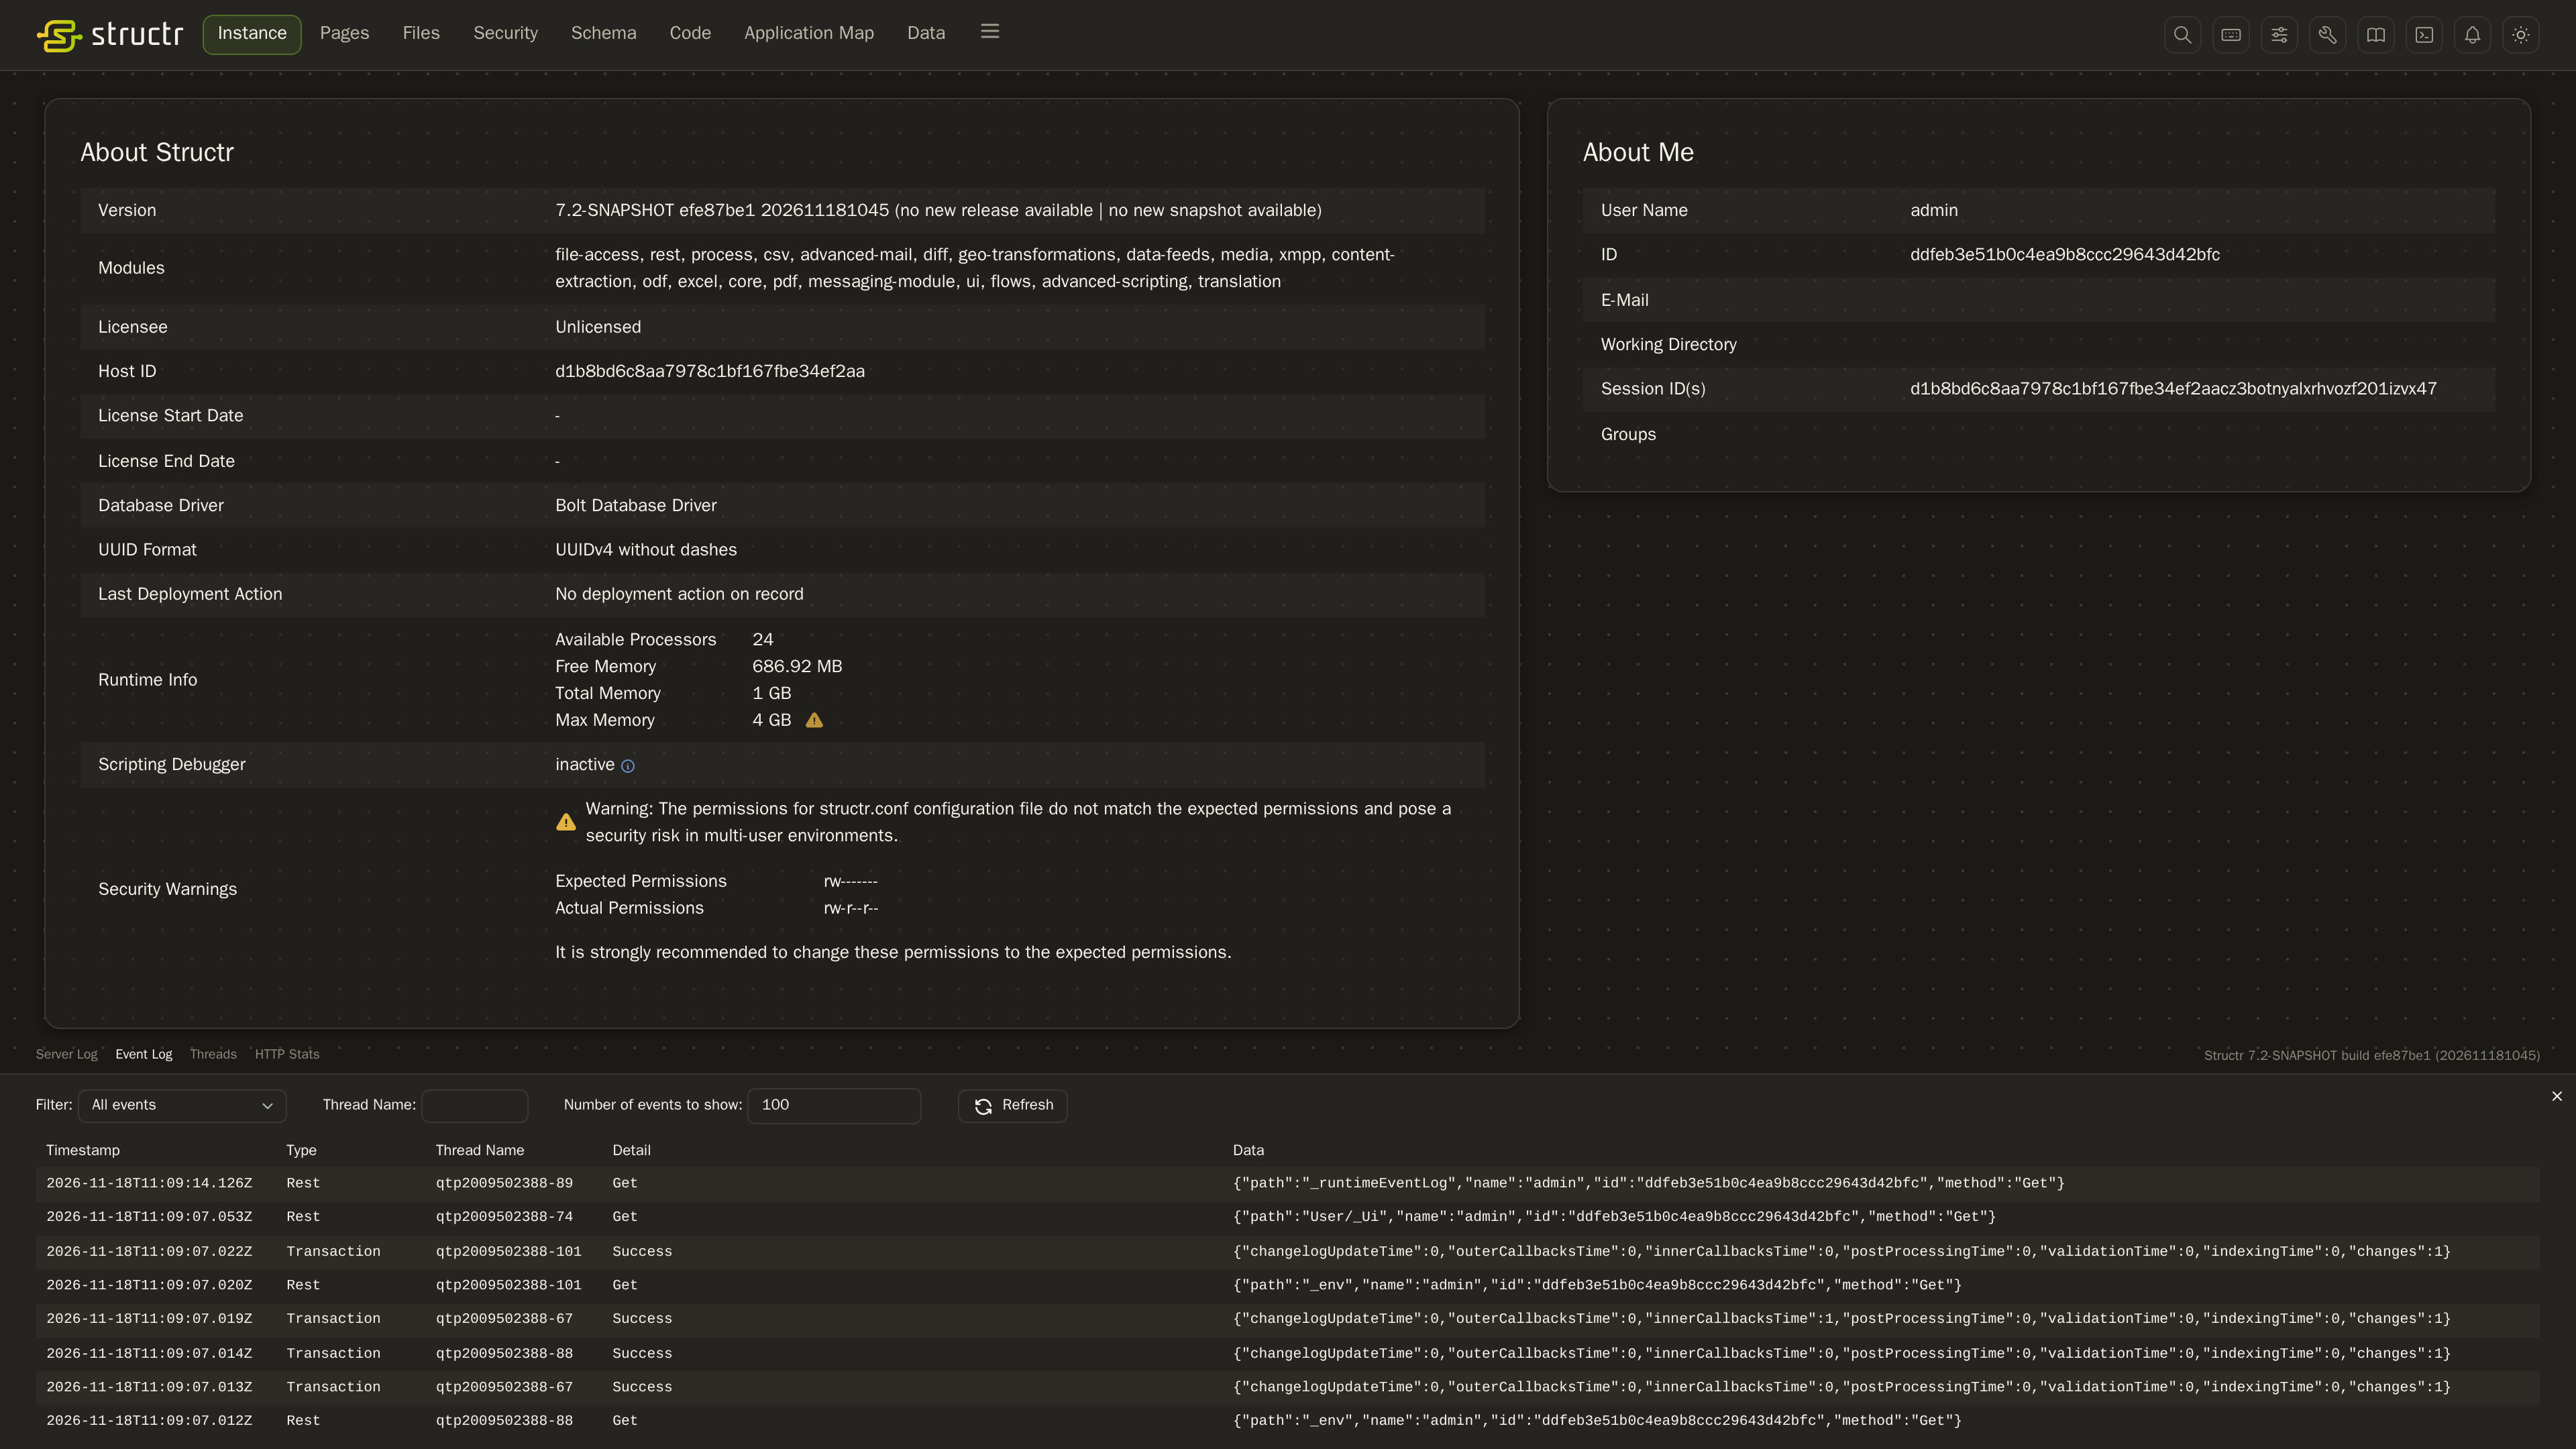 structr Instance Pages Files Security Schema Code Application Map Data
About Structr
Version 7.2-SNAPSHOT efe87be1 202611181045 (no new release available | no new snapshot available)
Modules file-access, rest, process, csv, advanced-mail, diff, geo-transformations, data-feeds, media, xmpp, content-
extraction, odf, excel, core, pdf, messaging-module, ui, flows, advanced-scripting, translation
Licensee Unlicensed
Host ID d1b8bd6c8aa7978c1bf167fbe34ef2aa
License Start Date -
License End Date -
Database Driver Bolt Database Driver
UUID Format UUIDv4 without dashes
Last Deployment Action No deployment action on record
Runtime Info
Available Processors 24
Free Memory 686.92 MB
Total Memory 1 GB
Max Memory 4 GB
Scripting Debugger inactive
Security Warnings
Warning: The permissions for structr.conf configuration file do not match the expected permissions and pose a
security risk in multi-user environments.
Expected Permissions rw-------
Actual Permissions rw-r--r--
It is strongly recommended to change these permissions to the expected permissions.
About Me
User Name admin
ID ddfeb3e51b0c4ea9b8ccc29643d42bfc
E-Mail
Working Directory
Session ID(s) d1b8bd6c8aa7978c1bf167fbe34ef2aacz3botnyalxrhvozf201izvx47
Groups
Server Log Event Log Threads HTTP Stats
Structr 7.2-SNAPSHOT build efe87be1 (202611181045)
Filter: All events Thread Name: Number of events to show: 100 Refresh
Timestamp Type Thread Name Detail Data
2026-11-18T11:09:14.126Z Rest qtp2009502388-89 Get {"path":"_runtimeEventLog","name":"admin","id":"ddfeb3e51b0c4ea9b8ccc29643d42bfc","method":"Get"}
2026-11-18T11:09:07.053Z Rest qtp2009502388-74 Get {"path":"User/_Ui","name":"admin","id":"ddfeb3e51b0c4ea9b8ccc29643d42bfc","method":"Get"}
2026-11-18T11:09:07.022Z Transaction qtp2009502388-101 Success {"changelogUpdateTime":0,"outerCallbacksTime":0,"innerCallbacksTime":0,"postProcessingTime":0,"validationTime":0,"indexingTime":0,"changes":1}
2026-11-18T11:09:07.020Z Rest qtp2009502388-101 Get {"path":"_env","name":"admin","id":"ddfeb3e51b0c4ea9b8ccc29643d42bfc","method":"Get"}
2026-11-18T11:09:07.019Z Transaction qtp2009502388-67 Success {"changelogUpdateTime":0,"outerCallbacksTime":0,"innerCallbacksTime":1,"postProcessingTime":0,"validationTime":0,"indexingTime":0,"changes":1}
2026-11-18T11:09:07.014Z Transaction qtp2009502388-88 Success {"changelogUpdateTime":0,"outerCallbacksTime":0,"innerCallbacksTime":0,"postProcessingTime":0,"validationTime":0,"indexingTime":0,"changes":1}
2026-11-18T11:09:07.013Z Transaction qtp2009502388-67 Success {"changelogUpdateTime":0,"outerCallbacksTime":0,"innerCallbacksTime":0,"postProcessingTime":0,"validationTime":0,"indexingTime":0,"changes":1}
2026-11-18T11:09:07.012Z Rest qtp2009502388-88 Get {"path":"_env","name":"admin","id":"ddfeb3e51b0c4ea9b8ccc29643d42bfc","method":"Get"}